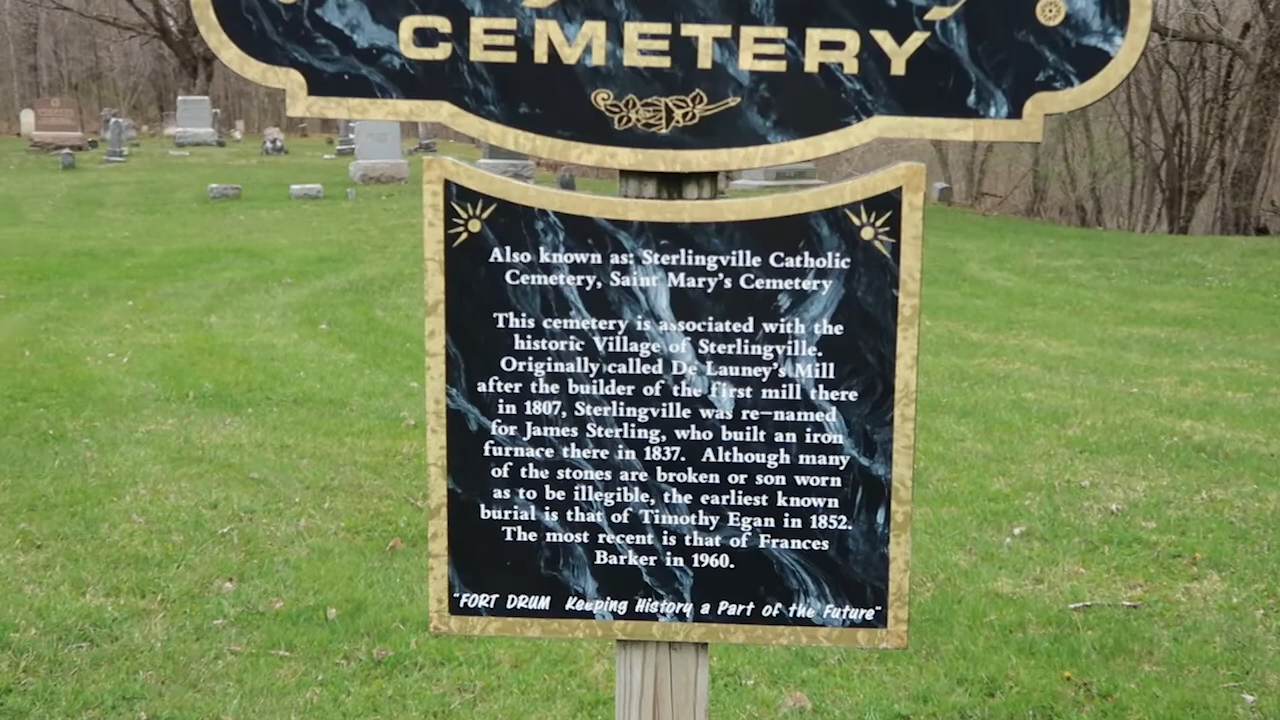 CEMETERY
Also known as: Sterlingville Catholic
Cemetery, Saint Mary's Cemetery
This cemetery is associated with the
historic Village of Sterlingville.
Originally called De Launey's Mill
after the builder of the first mill there
in 1807, Sterlingville was re-named
for James Sterling, who built an iron
furnace there in 1837. Although many
of the stones are broken or son worn
as to be illegible, the earliest known
burial is that of Timothy Egan in 1852.
The most recent is that of Frances
Barker in 1960.
"FORT DRUM Keeping History a Part of the Future"